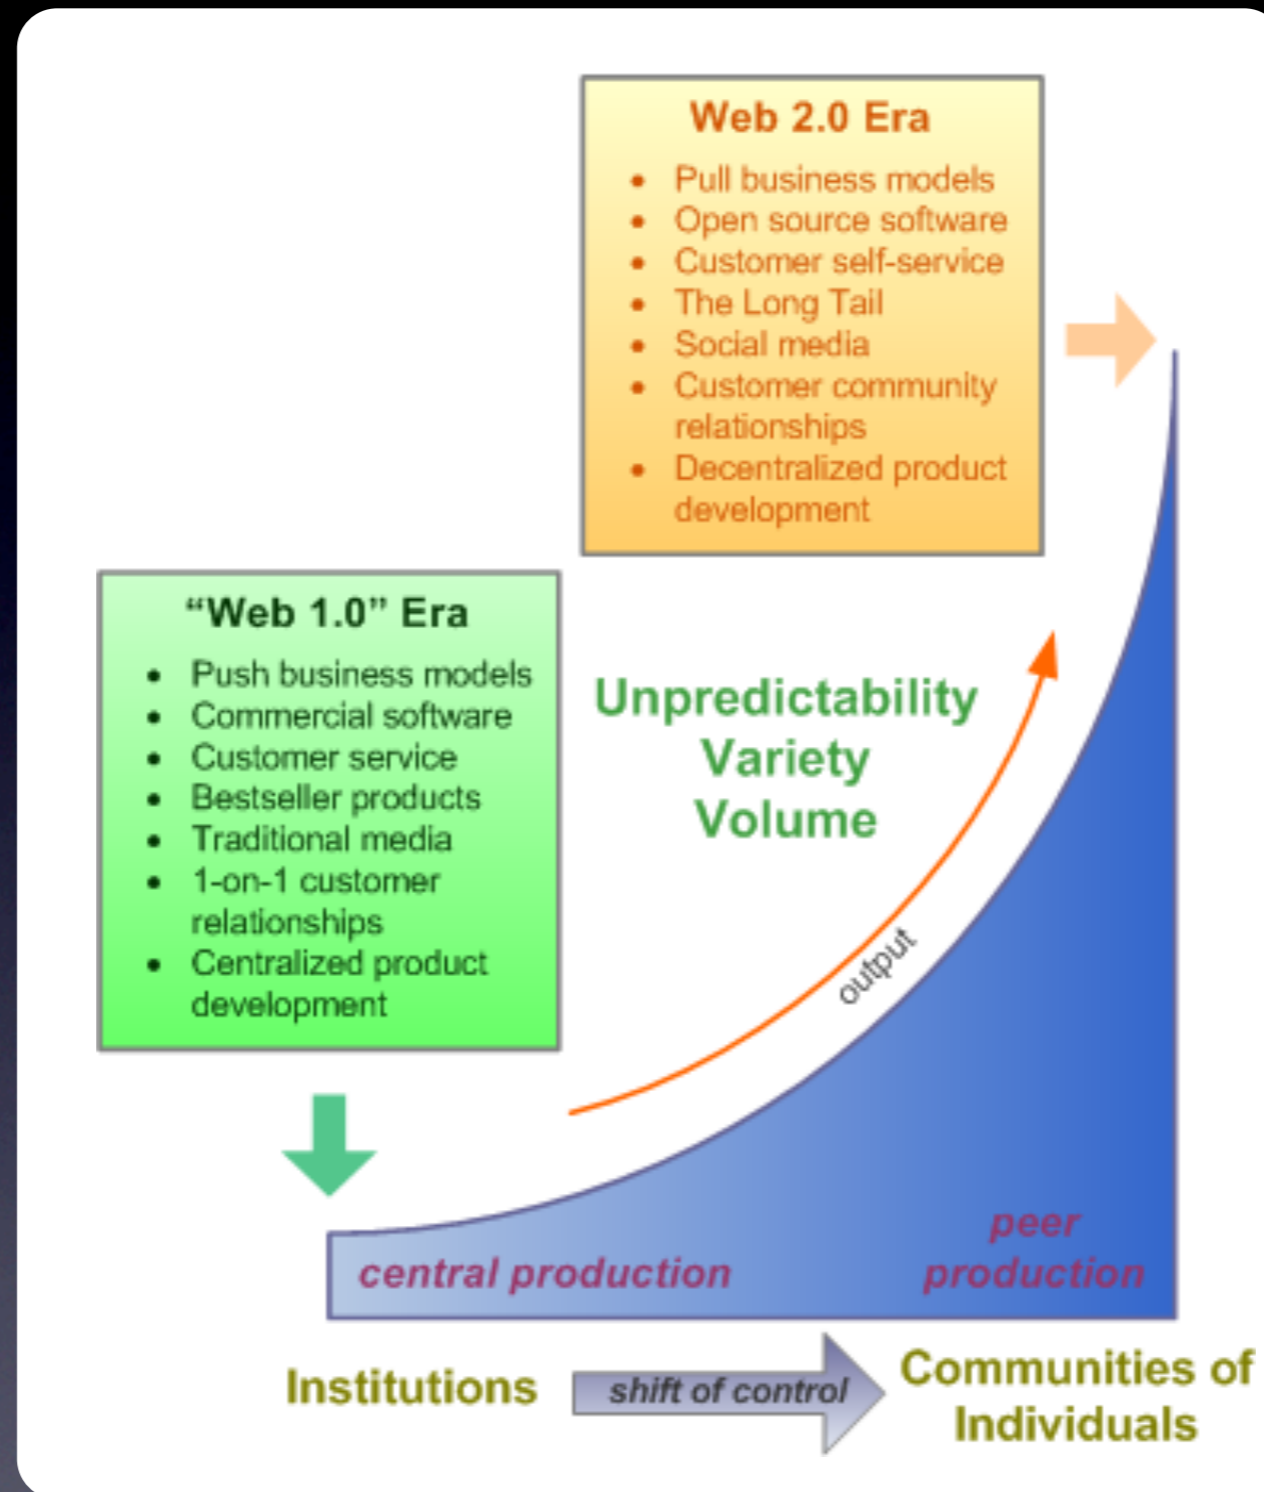 Web 2.0 Era
• Pull business models
• Open source software
• Customer self-service
• The Long Tail
• Social media
• Customer community
relationships
• Decentralized product
development
“Web 1.0” Era
• Push business models
• Commercial software
• Customer service
• Bestseller products
• Traditional media
• 1-on-1 customer
relationships
• Centralized product
development
Unpredictability
Variety
Volume
output
central production
peer
production
Institutions
shift of control
Communities of
Individuals